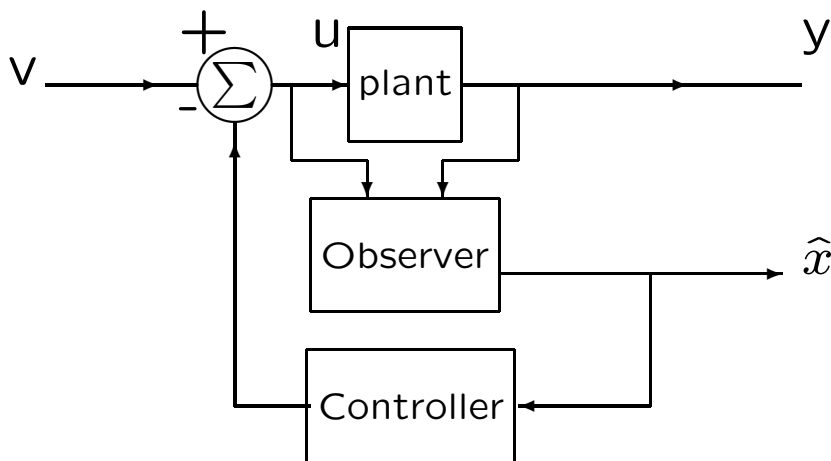 +
v
u
y
Σ
plant
-
Observer
x̂
Controller